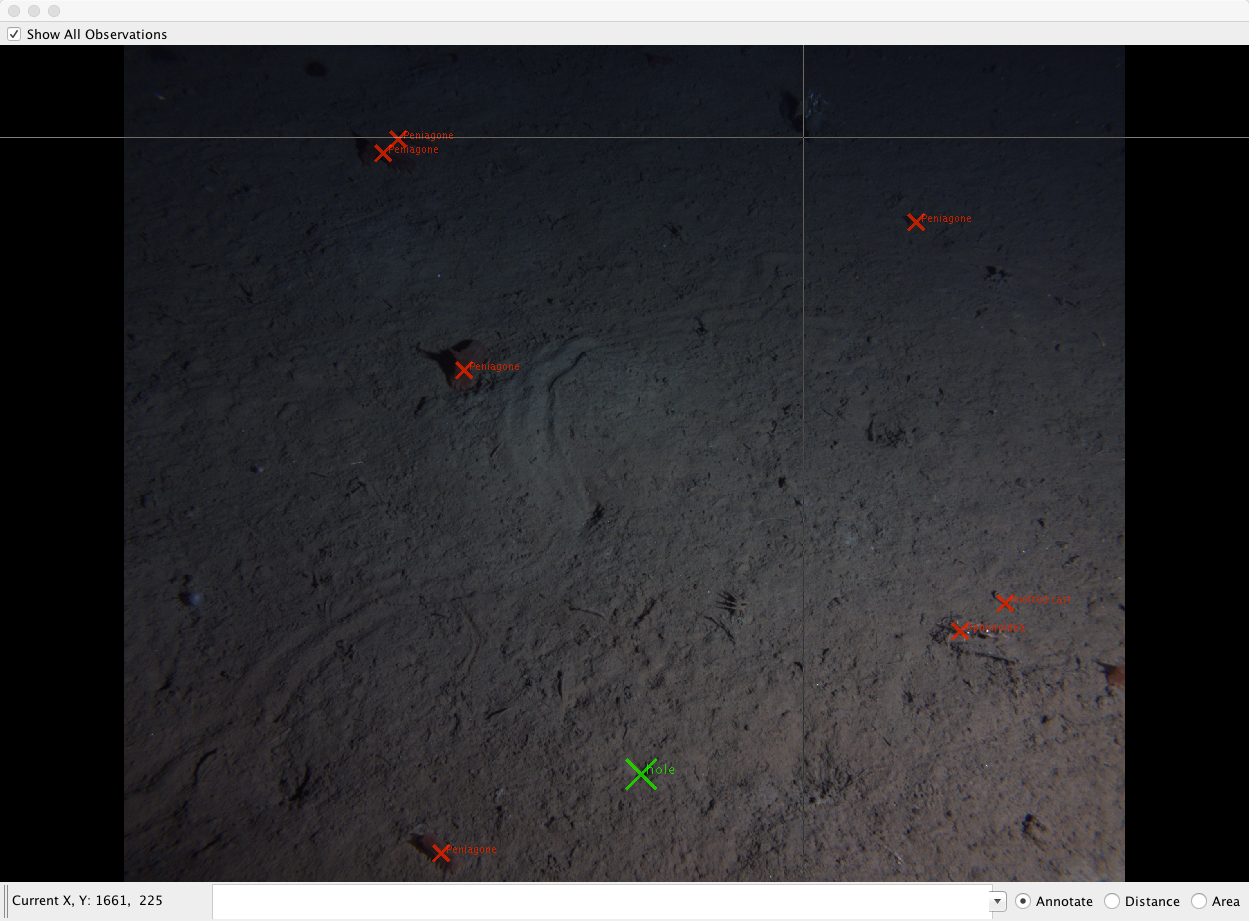 Show All Observations
Peniagone
Peniagone
Peniagone
Peniagone
hole
Peniagone
Current X, Y: 1661, 225
Annotate
Distance
Area